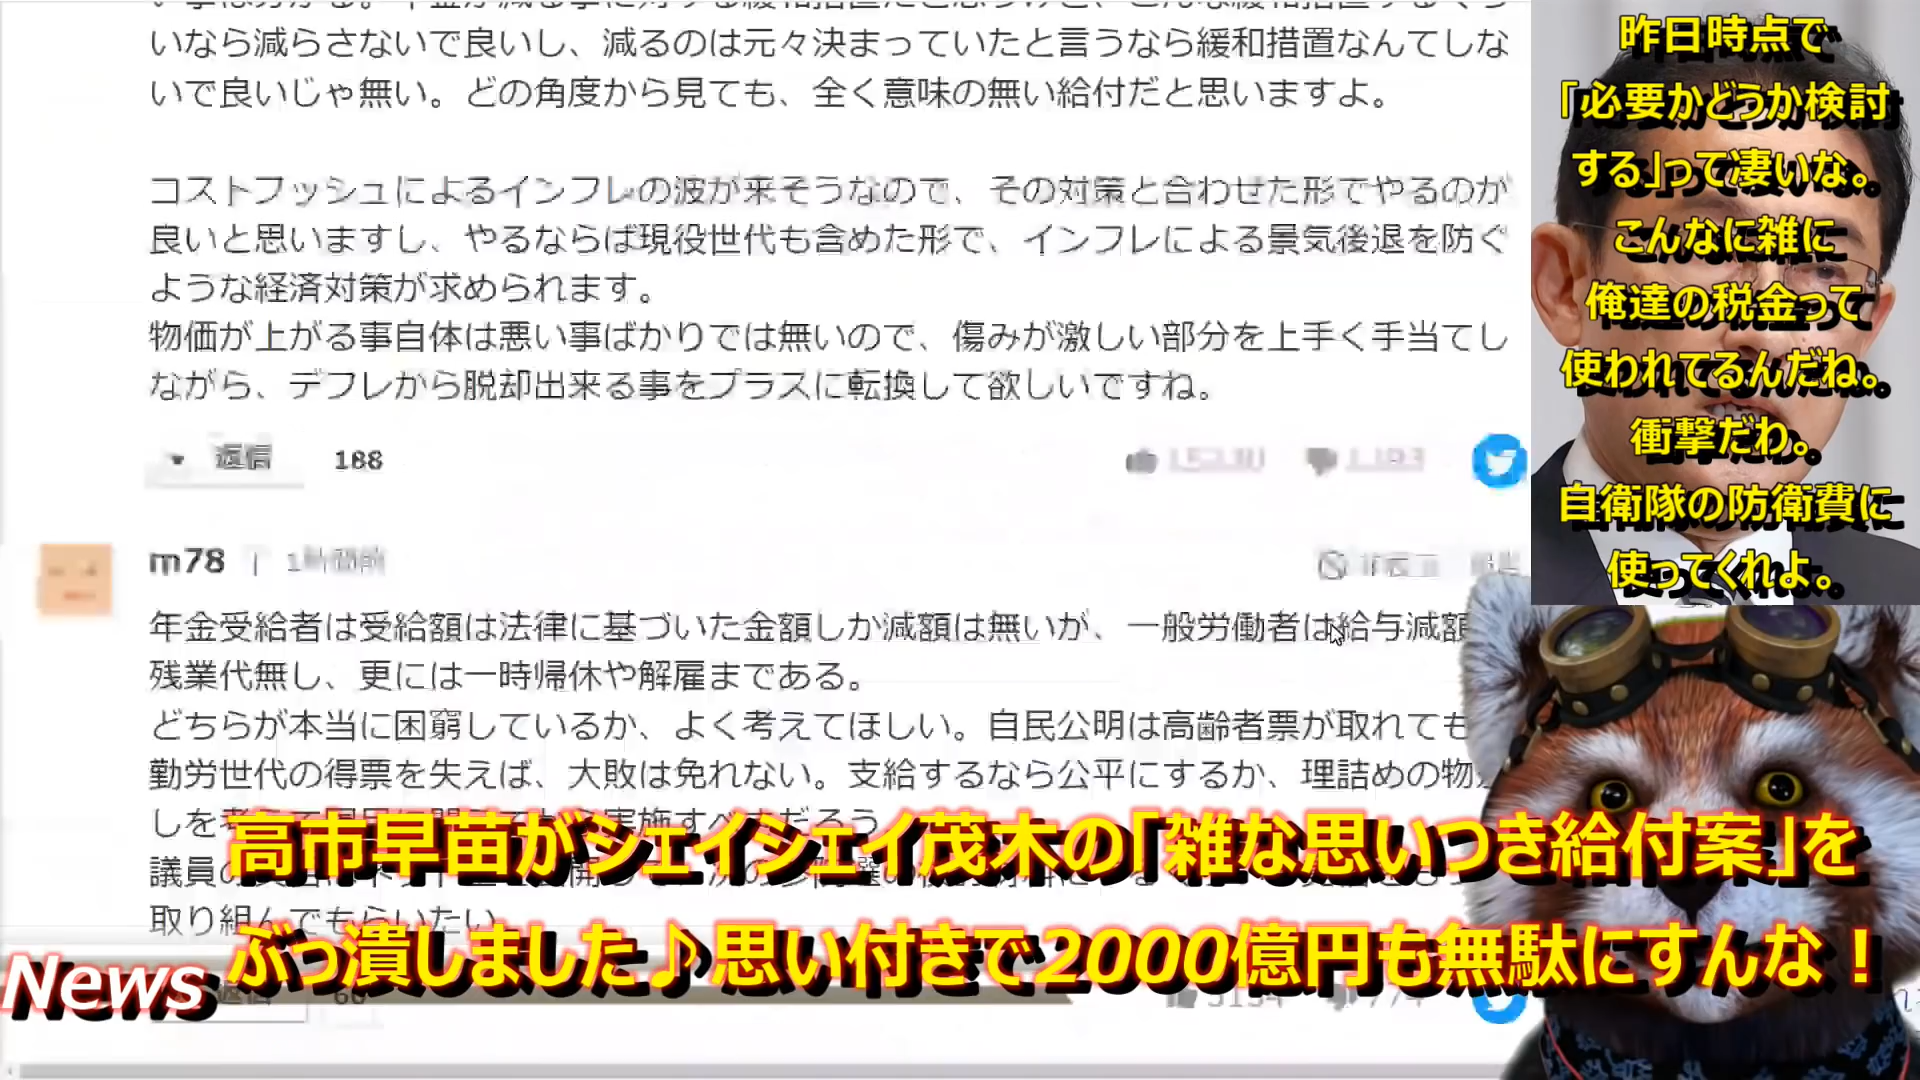 いなら減らさないで良いし、減るのは元々決まっていたと言うなら緩和措置なんてしな
いで良いじゃ無い。どの角度から見ても、全く意味の無い給付だと思いますよ。
コストプッシュによるインフレの波が来そうなので、その対策と合わせた形でやるのが
良いと思いますし、やるならば現役世代も含めた形で、インフレによる景気後退を防ぐ
ような経済対策が求められます。
物価が上がる事自体は悪い事ばかりでは無いので、傷みが激しい部分を上手く手当てし
ながら、デフレから脱却出来る事をプラスに転換して欲しいですね。
返信 188
m78 | 1時間前
年金受給者は受給額は法律に基づいた金額しか減額は無いが、一般労働者は給与減額
残業代無し、更には一時帰休や解雇まである。
どちらが本当に困窮しているか、よく考えてほしい。自民公明は高齢者票が取れても
勤労世代の得票を失えば、大敗は免れない。支給するなら公平にするか、理詰めの物
しを
議員の
取り組んでもらいたい
昨日時点で
「必要かどうか検討
する」って凄いな。
こんなに雑に
俺達の税金って
使われてるんだね。
衝撃だわ。
自衛隊の防衛費に
使ってくれよ。
高市早苗がシェイシェイ茂木の「雑な思いつき給付案」を
ぶっ潰しました♪思い付きで2000億円も無駄にすんな！
News